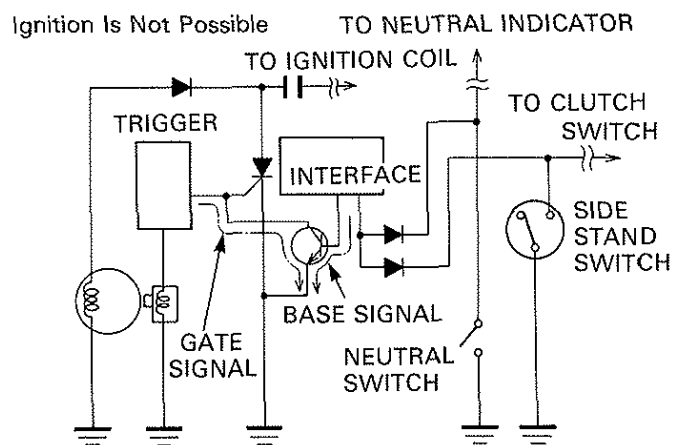 Ignition Is Not Possible
TO NEUTRAL INDICATOR
TO IGNITION COIL
TO CLUTCH
SWITCH
TRIGGER
INTERFACE
SIDE
STAND
SWITCH
BASE SIGNAL
GATE
SIGNAL
NEUTRAL
SWITCH